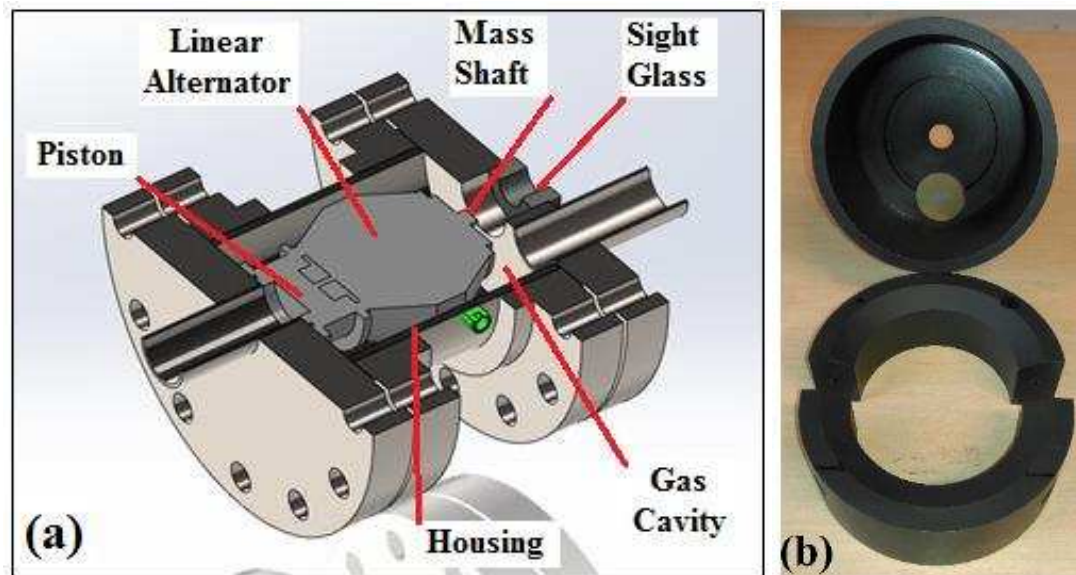 Linear
Alternator
Mass
Shaft
Sight
Glass
Piston
Gas
Cavity
Housing
(a)
(b)